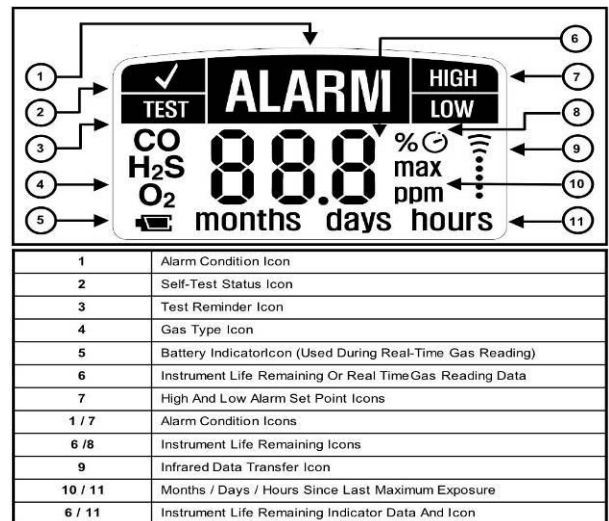 6
1
✓ ALARM HIGH
7
2
TEST LOW
8
3
CO 88.8 %
9
H2S max
4
O2 ppm
10
5
months days hours
11
1 Alarm Condition Icon
2 Self-Test Status Icon
3 Test Reminder Icon
4 Gas Type Icon
5 Battery IndicatorIcon (Used During Real-Time Gas Reading)
6 Instrument Life Remaining Or Real TimeGas Reading Data
7 High And Low Alarm Set Point Icons
1 / 7 Alarm Condition Icons
6 /8 Instrument Life Remaining Icons
9 Infrared Data Transfer Icon
10 / 11 Months / Days / Hours Since Last Maximum Exposure
6 / 11 Instrument Life Remaining Indicator Data And Icon